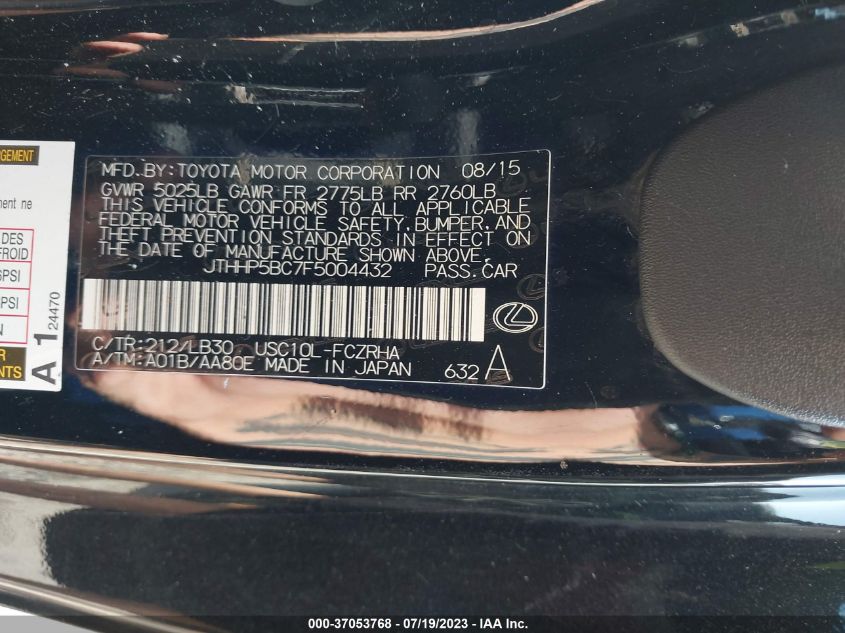 MFD.BY:TOYOTA MOTOR CORPORATION 08/15
GVWR 5025LB GAWR FR 2775LB RR 2760LB
THIS VEHICLE CONFORMS TO ALL APPLICABLE
FEDERAL MOTOR VEHICLE SAFETY,BUMPER,AND
THEFT PREVENTION STANDARDS IN EFFECT ON
THE DATE OF MANUFACTURE SHOWN ABOVE.
JTHHP5BC7F5004432 PASS.CAR
C/TR:212/LB30 USC10L-FCZRHA
A/TM:A01B/AA80E MADE IN JAPAN 632 A
GEMENT
ment ne
DES
FROID
PSI
PSI
N
R
NTS
A 1 24470
000-37053768 - 07/19/2023 - IAA Inc.